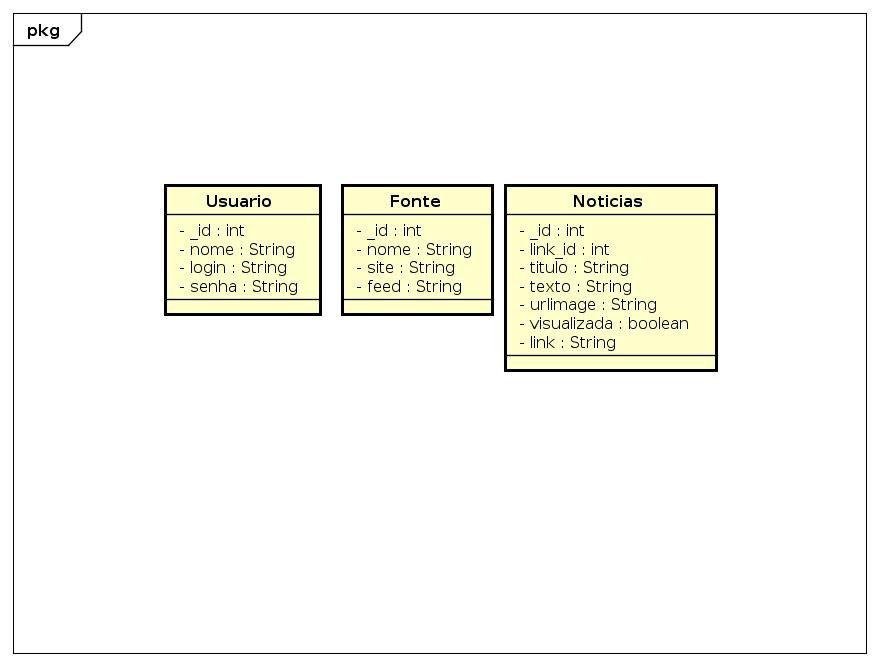 pkg
Usuario
- _id : int
- nome : String
- login : String
- senha : String
Fonte
- _id : int
- nome : String
- site : String
- feed : String
Noticias
- _id : int
- link_id : int
- titulo : String
- texto : String
- urlimage : String
- visualizada : boolean
- link : String